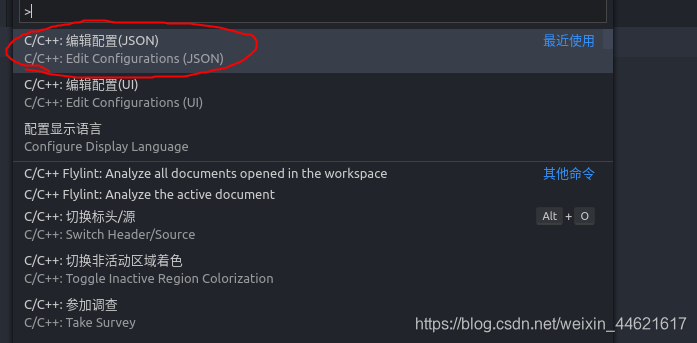 >
C/C++: 编辑配置(JSON)
最近使用
C/C++: Edit Configurations (JSON)
C/C++: 编辑配置(UI)
C/C++: Edit Configurations (UI)
配置显示语言
Configure Display Language
C/C++ Flylint: Analyze all documents opened in the workspace
其他命令
C/C++ Flylint: Analyze the active document
C/C++: 切换标头/源
Alt + O
C/C++: Switch Header/Source
C/C++: 切换非活动区域着色
C/C++: Toggle Inactive Region Colorization
C/C++: 参加调查
C/C++: Take Survey
https://blog.csdn.net/weixin_44621617